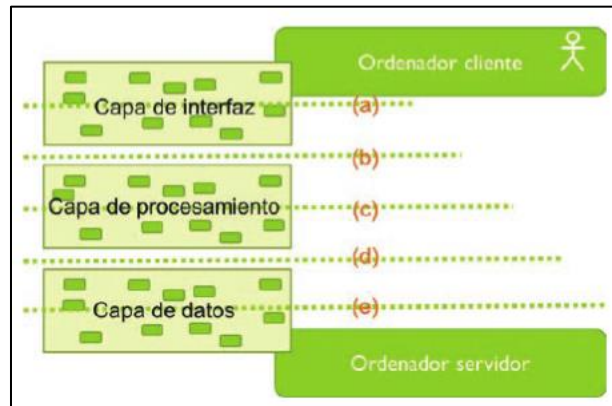 Ordenador cliente
Capa de interfaz
(a)
(b)
Capa de procesamiento
(c)
(d)
Capa de datos
(e)
Ordenador servidor